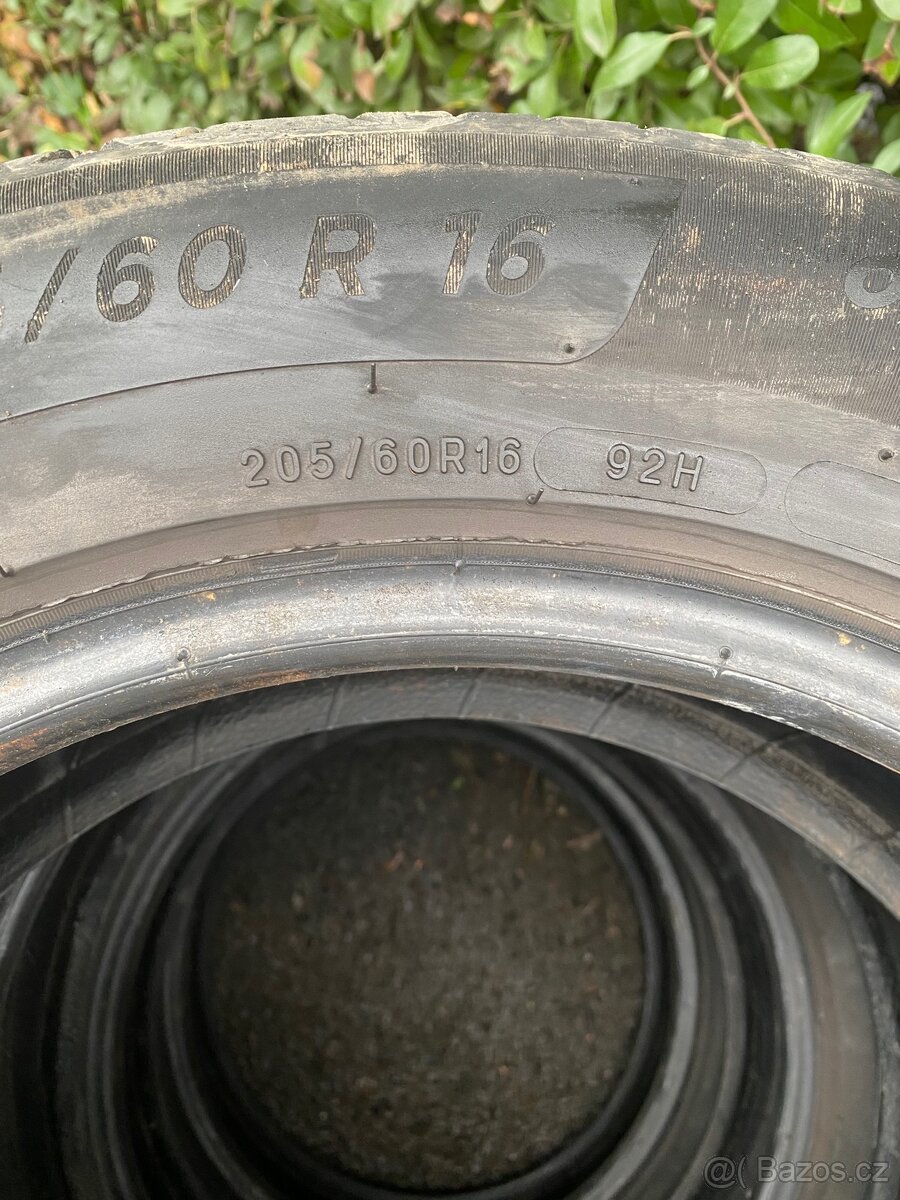 /60 R 16
205/60R16 92H
@( Bazos.cz